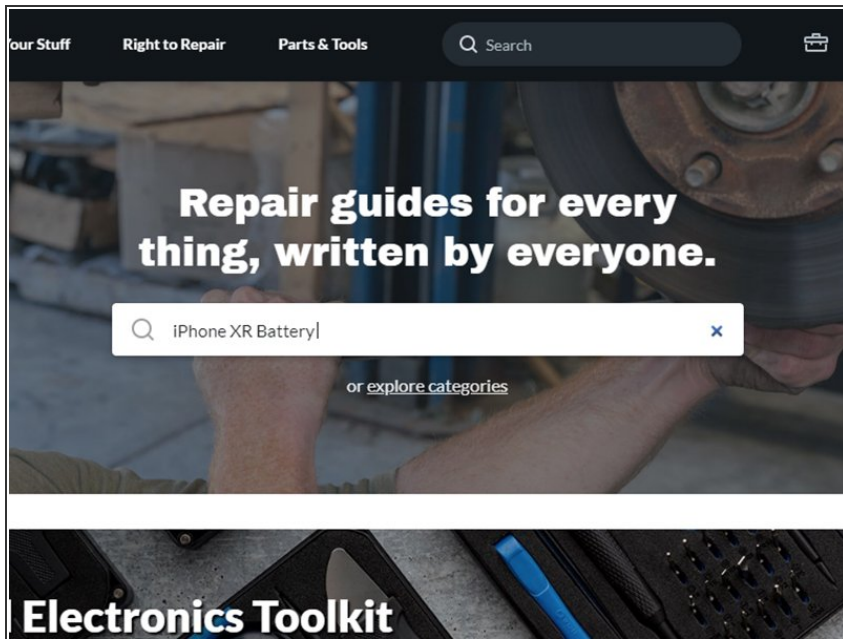 our Stuff Right to Repair Parts & Tools Search
Repair guides for every
thing, written by everyone.
iPhone XR Battery
or explore categories
Electronics Toolkit